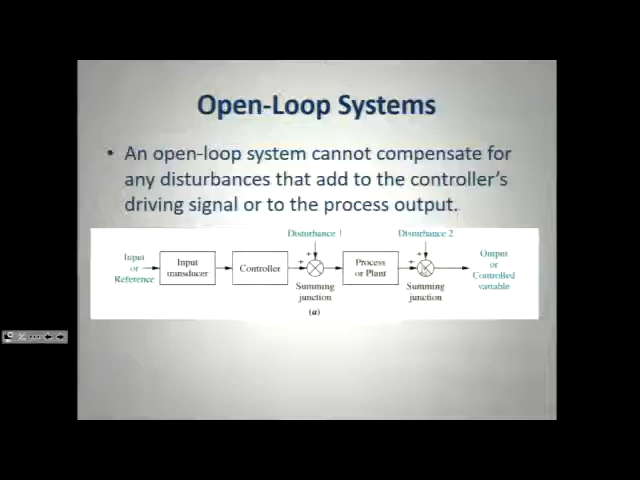 Open-Loop Systems
• An open-loop system cannot compensate for
any disturbances that add to the controller's
driving signal or to the process output.
Disturbance 1
Disturbance 2
Input
or
Reference
Input
transducer
Controller
+
+
Summing
junction
Process
or Plant
+
+
Summing
junction
Output
or
Controlled
variable
(a)